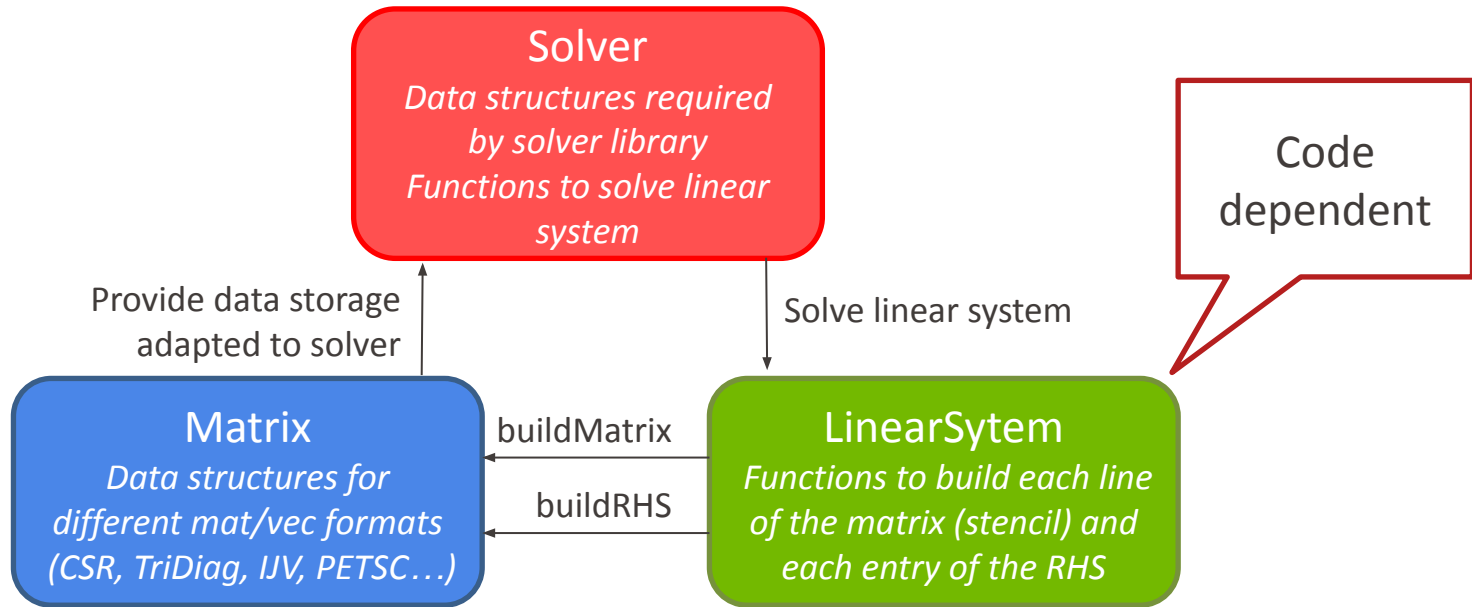 Solver
Data structures required
by solver library
Functions to solve linear
system
Code
dependent
Provide data storage
adapted to solver
Solve linear system
Matrix
Data structures for
different mat/vec formats
(CSR, TriDiag, IJV, PETSC…)
buildMatrix
buildRHS
LinearSytem
Functions to build each line
of the matrix (stencil) and
each entry of the RHS